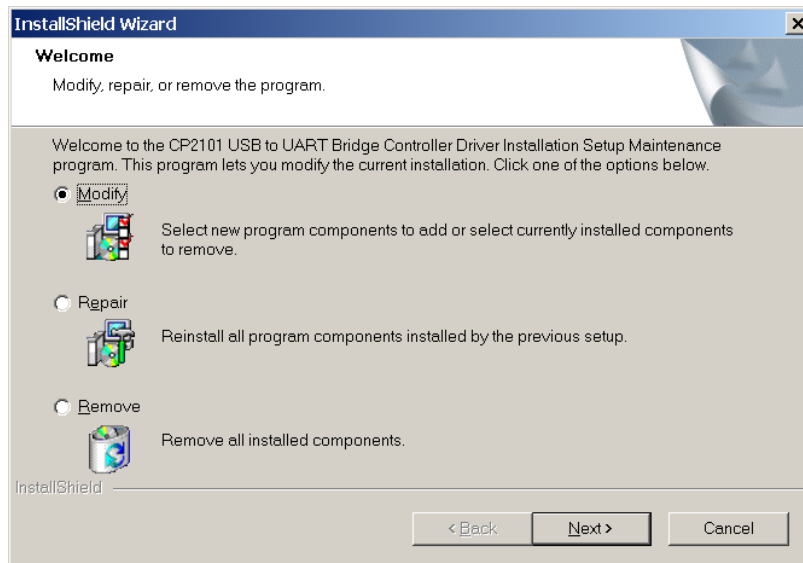 InstallShield Wizard
Welcome
Modify, repair, or remove the program.
Welcome to the CP2101 USB to UART Bridge Controller Driver Installation Setup Maintenance
program. This program lets you modify the current installation. Click one of the options below.
Modify
Select new program components to add or select currently installed components
to remove.
Repair
Reinstall all program components installed by the previous setup.
Remove
Remove all installed components.
InstallShield
< Back Next > Cancel